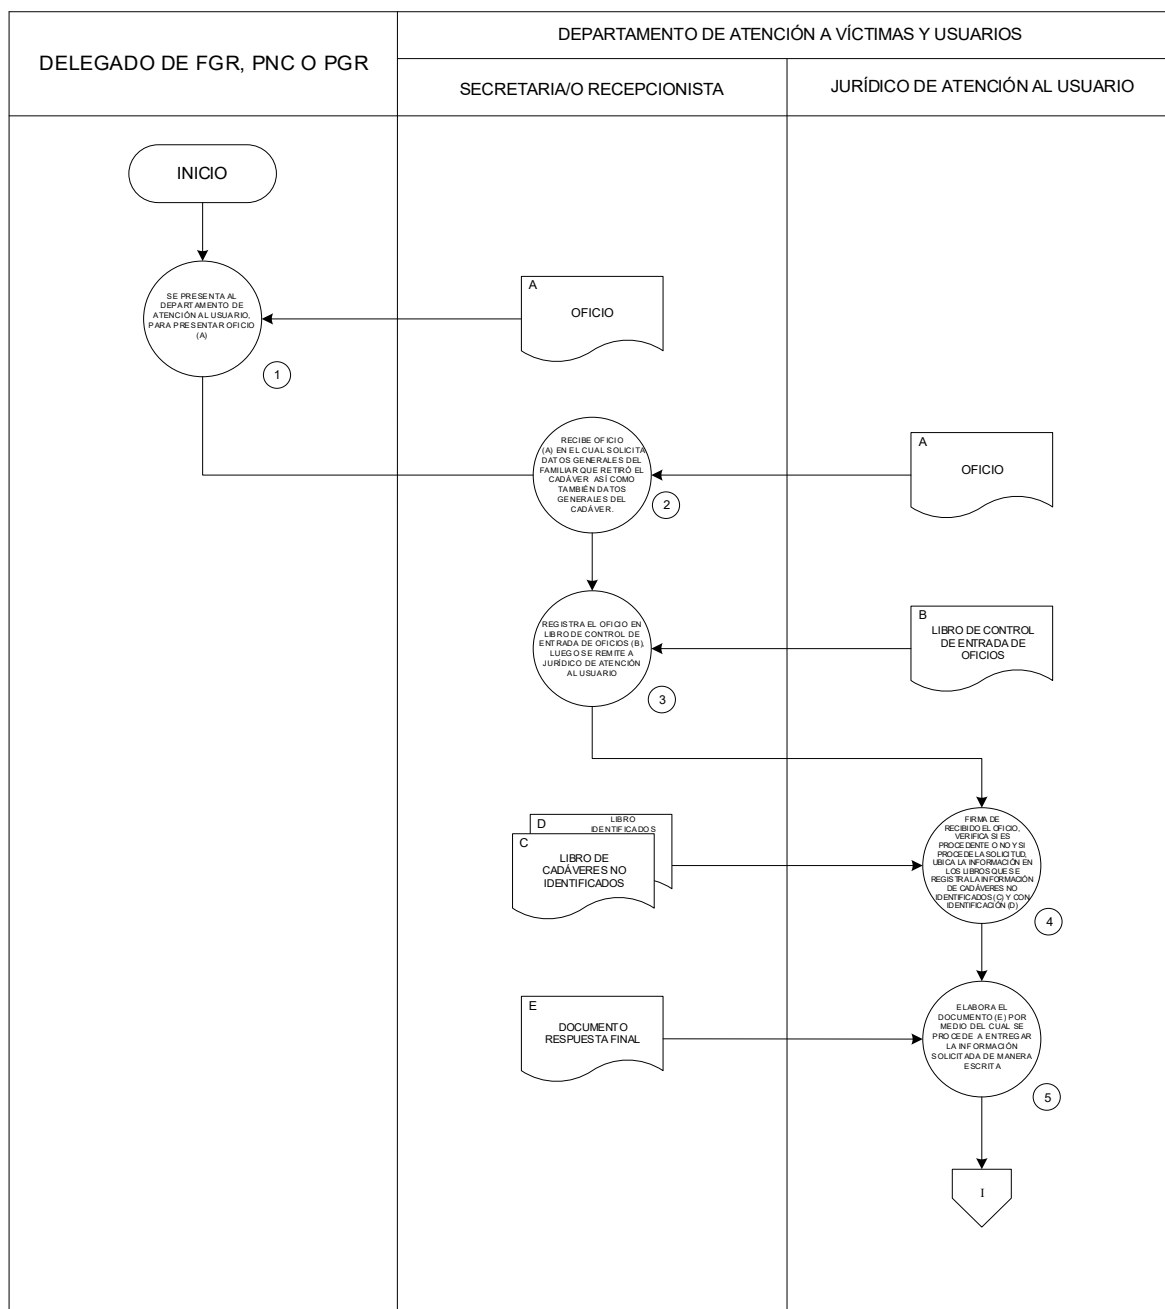 DELEGADO DE FGR, PNC O PGR
DEPARTAMENTO DE ATENCIÓN A VÍCTIMAS Y USUARIOS
SECRETARIA/O RECEPCIONISTA
JURÍDICO DE ATENCIÓN AL USUARIO
INICIO
SE PRESENTA AL
DEPARTAMENTO DE
ATENCIÓN AL USUARIO,
PARA PRESENTAR OFICIO
(A)
1
A
OFICIO
RECIBE OFICIO
(A) EN EL CUAL SOLICITA
DATOS GENERALES DEL
FAMILIAR QUE RETIRÓ EL
CADÁVER ASÍ COMO
TAMBIÉN DATOS
GENERALES DEL
CADÁVER.
2
A
OFICIO
REGISTRA EL OFICIO EN
LIBRO DE CONTROL DE
ENTRADA DE OFICIOS (B),
LUEGO SE REMITE A
JURÍDICO DE ATENCIÓN
AL USUARIO
3
B
LIBRO DE CONTROL
DE ENTRADA DE
OFICIOS
D
LIBRO
IDENTIFICADOS
C
LIBRO DE
CADÁVERES NO
IDENTIFICADOS
FIRMA DE
RECIBIDO EL OFICIO,
VERIFICA SI ES
PROCEDENTE O NO Y SI
PROCEDE LA SOLICITUD,
UBICA LA INFORMACIÓN EN
LOS LIBROS QUE SE
REGISTRA LA INFORMACIÓN
DE CADÁVERES NO
IDENTIFICADOS (C) Y CON
IDENTIFICACIÓN (D)
4
E
DOCUMENTO
RESPUESTA FINAL
ELABORA EL
DOCUMENTO (E) POR
MEDIO DEL CUAL SE
PROCEDE A ENTREGAR
LA INFORMACIÓN
SOLICITADA DE MANERA
ESCRITA
5
I